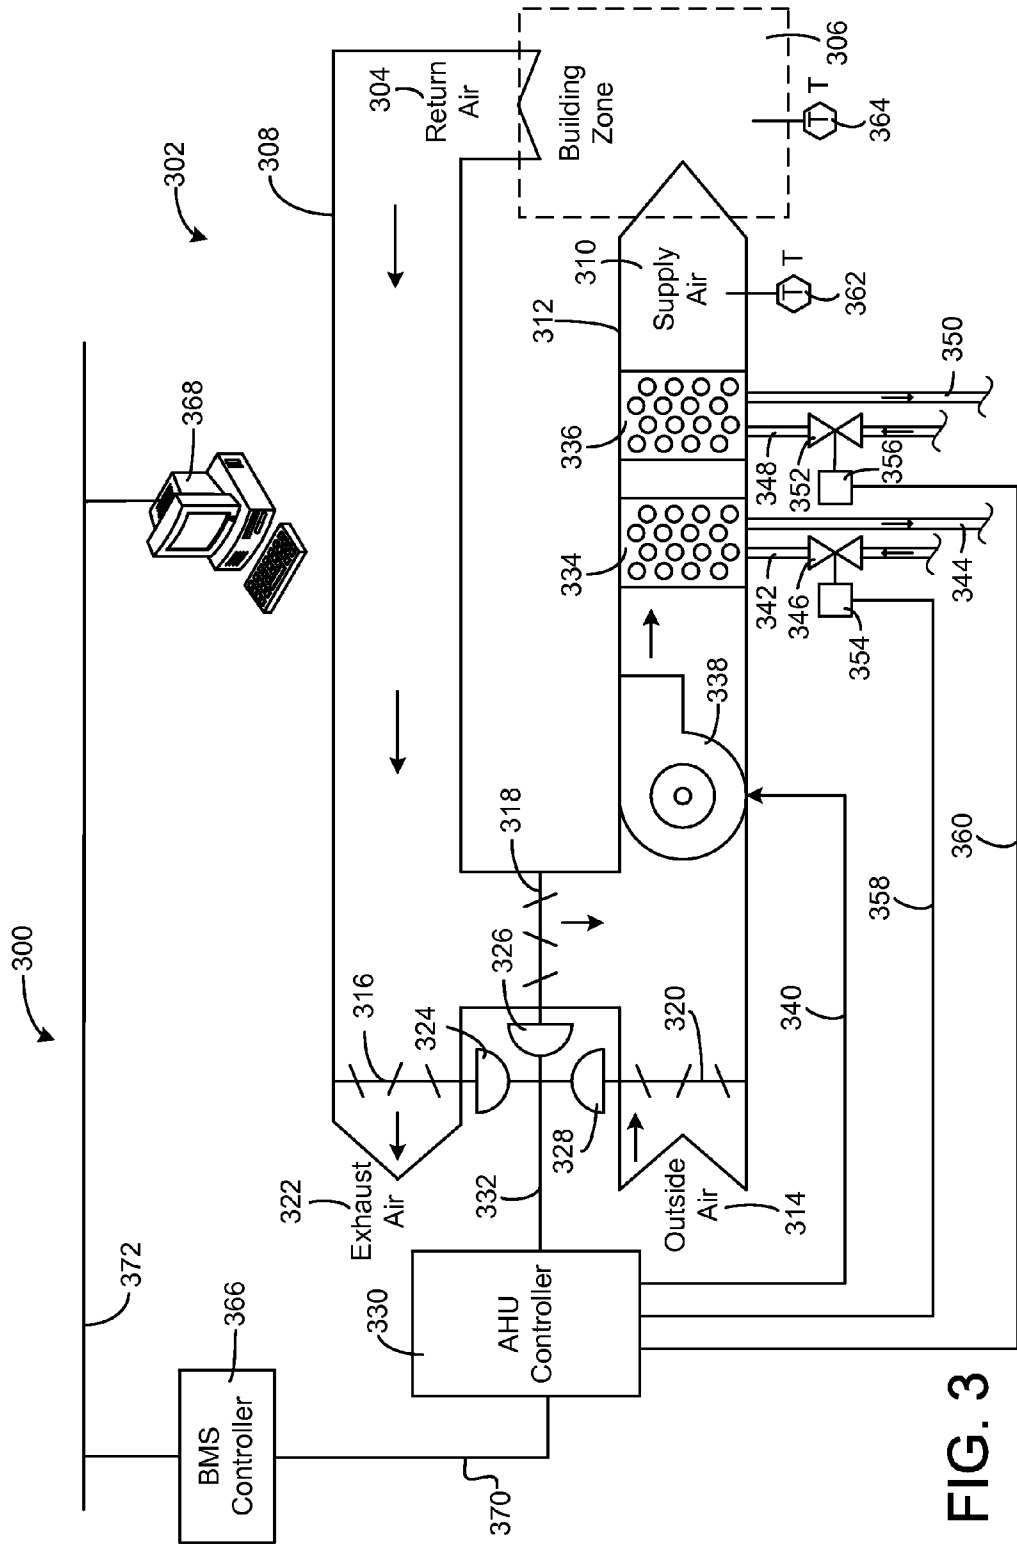 300
372
BMS
Controller
366
370
368
302
308
304
Return
Air
Building
Zone
306
T
T
364
322
Exhaust
Air
316
324
326
318
332
328
320
330
AHU
Controller
Outside
Air
314
338
334
336
312
310
Supply
Air
T
T
362
342
346
344
354
348
352
350
356
340
358
360
FIG. 3